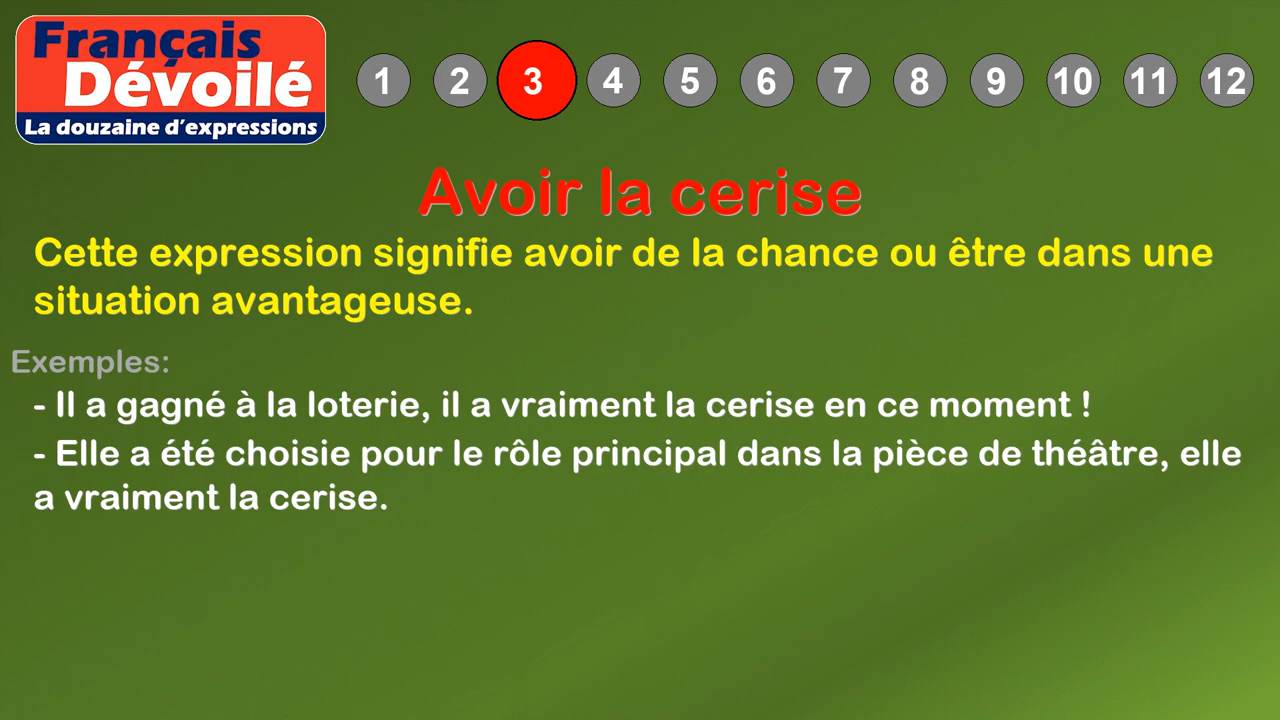 Français
Dévoilé
La douzaine d'expressions
1 2 3 4 5 6 7 8 9 10 11 12
Avoir la cerise
Cette expression signifie avoir de la chance ou être dans une
situation avantageuse.
Exemples:
- Il a gagné à la loterie, il a vraiment la cerise en ce moment !
- Elle a été choisie pour le rôle principal dans la pièce de théâtre, elle
a vraiment la cerise.